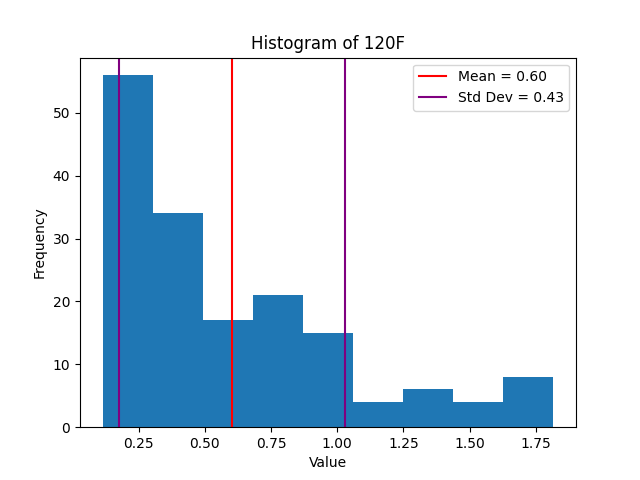 Histogram of 120F
Mean = 0.60
Std Dev = 0.43
Frequency
50
40
30
20
10
0
0.25 0.50 0.75 1.00 1.25 1.50 1.75
Value